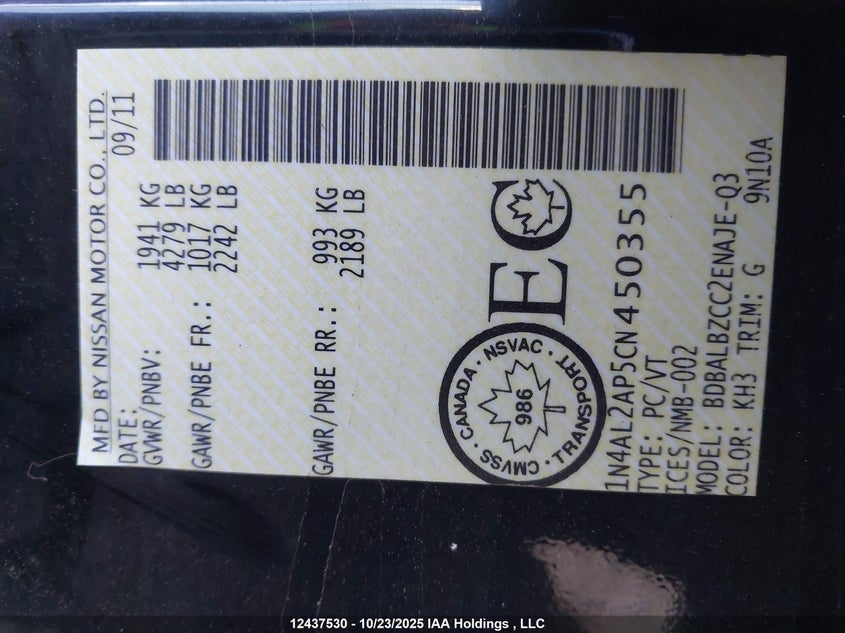 MFD BY NISSAN MOTOR CO., LTD.
DATE: 09/11
GVWR/PNBV: 1941 KG
4279 LB
GAWR/PNBE FR.: 1017 KG
2242 LB
GAWR/PNBE RR.: 993 KG
2189 LB
CANADA · NSVAC · TRANSPORT · CMVSS ·
986
EC
1N4AL2AP5CN450355
TYPE: PC/VT
ICES/NMB-002
MODEL: BDBALBZCC2ENAJE-Q3
COLOR: KH3 TRIM: G 9N10A
12437530 - 10/23/2025 IAA Holdings , LLC